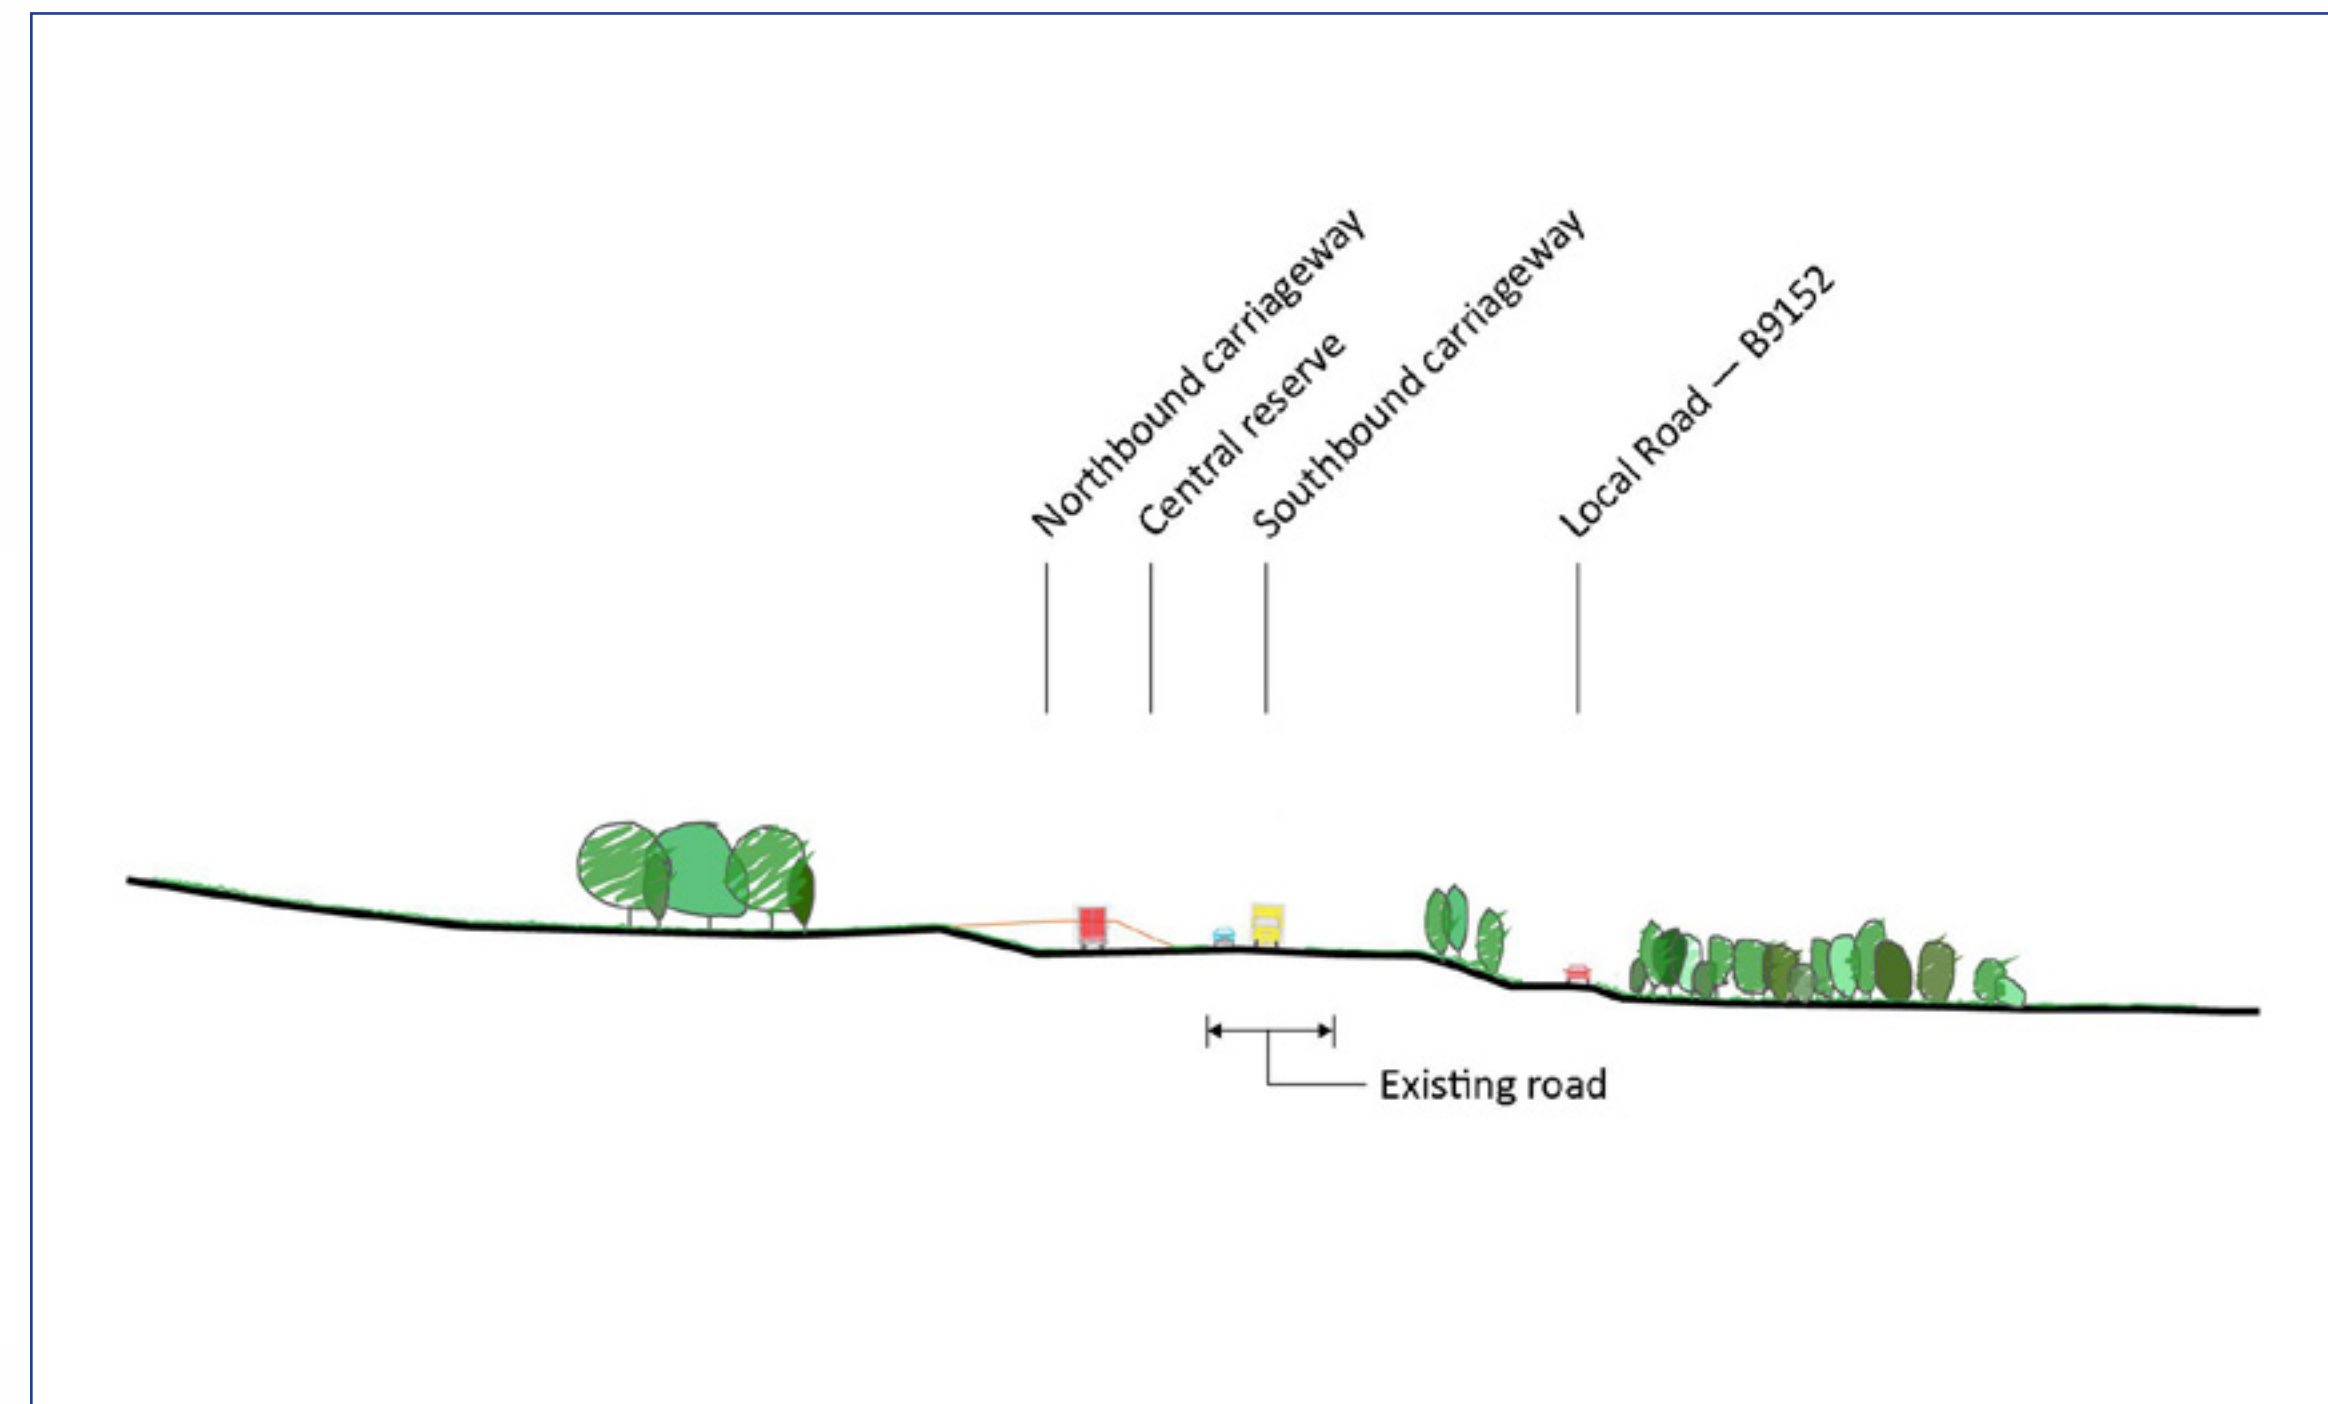 Northbound carriageway
Central reserve
Southbound carriageway
Local Road — B9152
Existing road